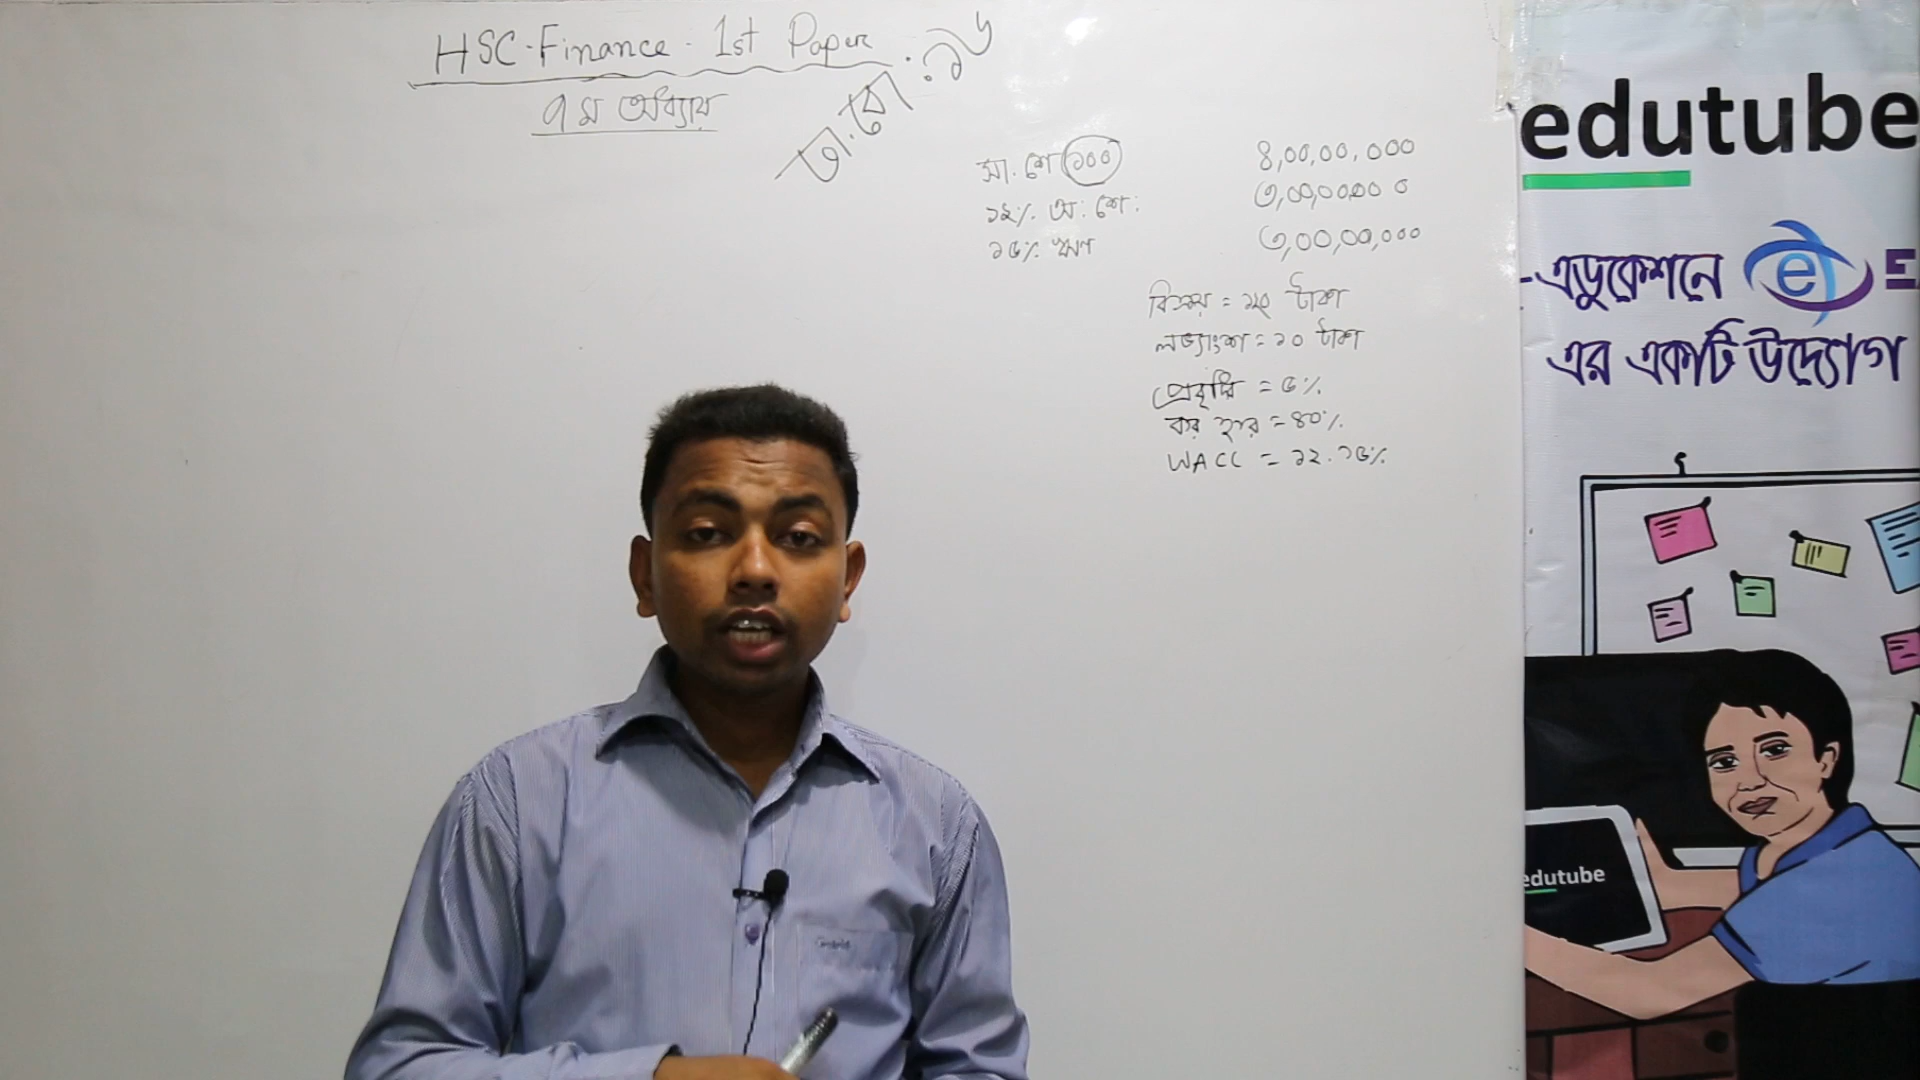 HSC-Finance-1st Paper
৭ম অধ্যায়
ঢা.বো.১৬
সা.শে ১০০ ৪,০০,০০,০০০
১২% অ:শে: ৩,০০,০০,০০০
১৫% ঋণ ৩,০০,০০,০০০
বিক্রয় = ১২৫ টাকা
লভ্যাংশ = ১০ টাকা
প্রবৃদ্ধি = ৫%
কর হার = ৪০%
WACC = ১২.১৫%
edutube
-এডুকেশনে
এর একটি উদ্যোগ
edutube